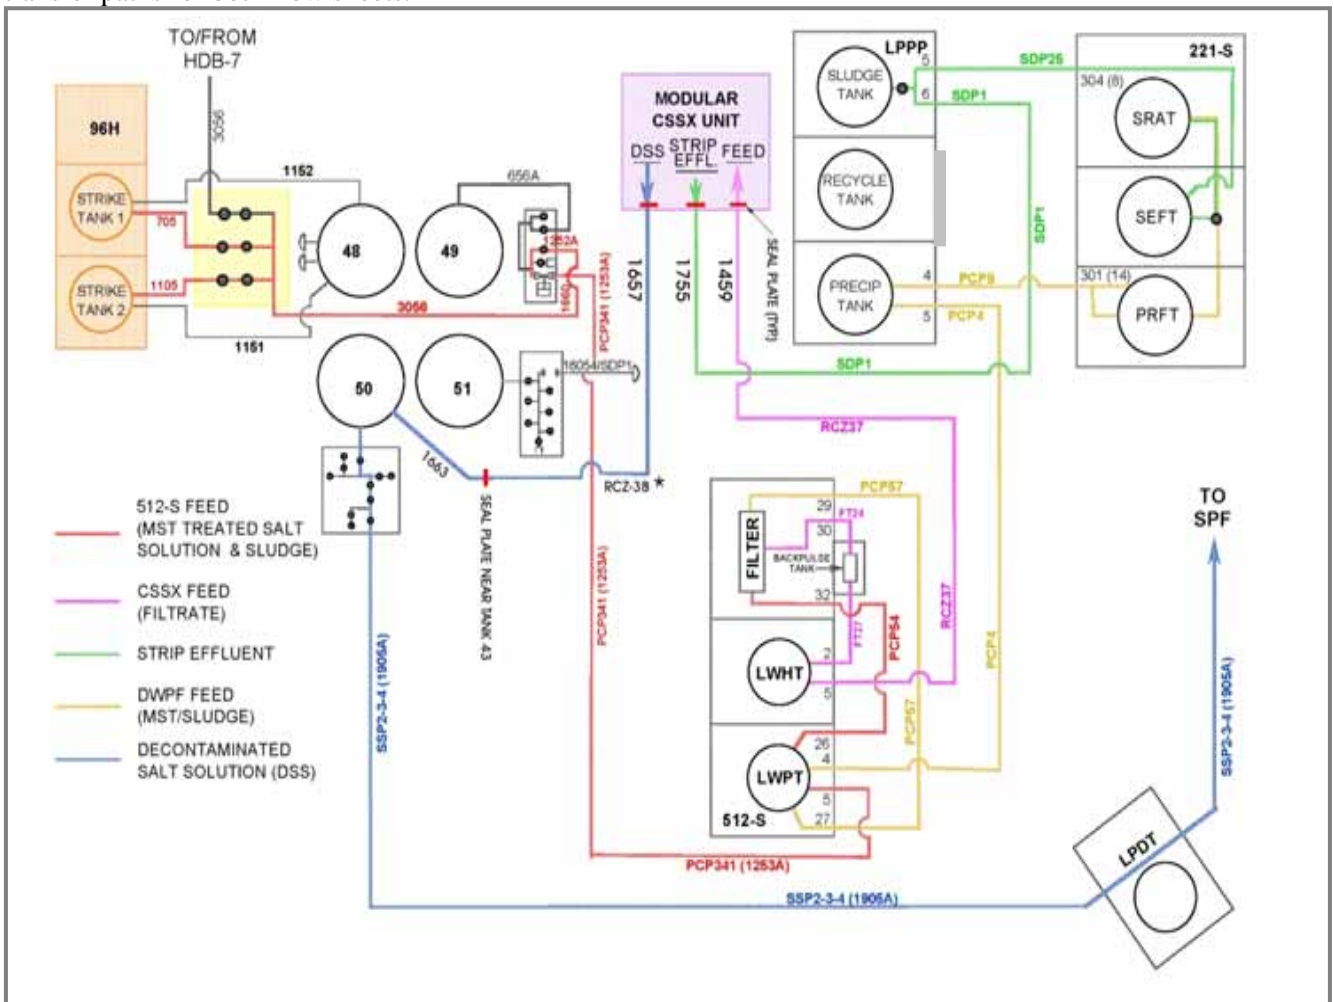 TO/FROM
HDB-7
96H
STRIKE
TANK 1
STRIKE
TANK 2
3056
1152
705
1105
1151
3056
48
49
656A
1252A
1660
PCP341 (1253A)
50
51
16054/SDP1
1663
SEAL PLATE NEAR TANK 43
RCZ-38 ★
MODULAR
CSSX UNIT
DSS
STRIP
EFFL.
FEED
1657
1755
1459
SEAL PLATE (TYP)
LPPP
SLUDGE
TANK
5
6
RECYCLE
TANK
PRECIP
TANK
4
5
SDP25
SDP1
SDP1
SDP1
PCP4
221-S
304 (8)
SRAT
SEFT
301 (14)
PRFT
RCZ37
RCZ37
PCP4
FILTER
29
30
BACKPULSE
TANK
32
PCP57
FT27
PCP54
PCP57
LWHT
2
5
LWPT
26
4
5
27
512-S
PCP341 (1253A)
PCP341 (1253A)
512-S FEED
(MST TREATED SALT
SOLUTION & SLUDGE)
CSSX FEED
(FILTRATE)
STRIP EFFLUENT
DWPF FEED
(MST/SLUDGE)
DECONTAMINATED
SALT SOLUTION (DSS)
SSP2-3-4 (1905A)
SSP2-3-4 (1905A)
LPDT
SSP2-3-4 (1905A)
TO
SPF